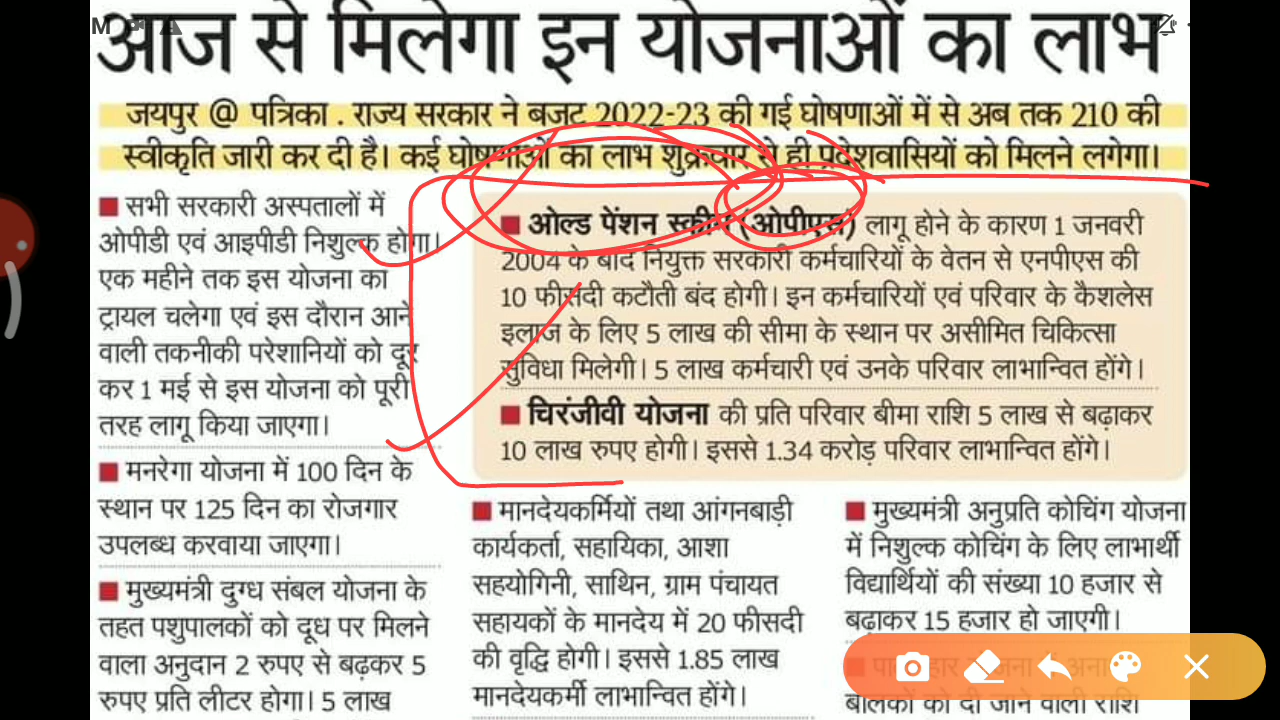 आज से मिलेगा इन योजनाओं का लाभ
जयपुर @ पत्रिका . राज्य सरकार ने बजट 2022-23 की गई घोषणाओं में से अब तक 210 की
स्वीकृति जारी कर दी है। कई घोषणाओं का लाभ शुक्रवार से ही प्रदेशवासियों को मिलने लगेगा।
सभी सरकारी अस्पतालों में
ओपीडी एवं आइपीडी निशुल्क होगा।
एक महीने तक इस योजना का
ट्रायल चलेगा एवं इस दौरान आने
वाली तकनीकी परेशानियों को दूर
कर 1 मई से इस योजना को पूरी
तरह लागू किया जाएगा।
मनरेगा योजना में 100 दिन के
स्थान पर 125 दिन का रोजगार
उपलब्ध करवाया जाएगा।
मुख्यमंत्री दुग्ध संबल योजना के
तहत पशुपालकों को दूध पर मिलने
वाला अनुदान 2 रुपए से बढ़कर 5
रुपए प्रति लीटर होगा। 5 लाख
ओल्ड पेंशन स्कीम (ओपीएस) लागू होने के कारण 1 जनवरी
2004 के बाद नियुक्त सरकारी कर्मचारियों के वेतन से एनपीएस की
10 फीसदी कटौती बंद होगी। इन कर्मचारियों एवं परिवार के कैशलेस
इलाज के लिए 5 लाख की सीमा के स्थान पर असीमित चिकित्सा
सुविधा मिलेगी। 5 लाख कर्मचारी एवं उनके परिवार लाभान्वित होंगे।
चिरंजीवी योजना की प्रति परिवार बीमा राशि 5 लाख से बढ़ाकर
10 लाख रुपए होगी। इससे 1.34 करोड़ परिवार लाभान्वित होंगे।
मानदेयकर्मियों तथा आंगनबाड़ी
कार्यकर्ता, सहायिका, आशा
सहयोगिनी, साथिन, ग्राम पंचायत
सहायकों के मानदेय में 20 फीसदी
की वृद्धि होगी। इससे 1.85 लाख
मानदेयकर्मी लाभान्वित होंगे।
मुख्यमंत्री अनुप्रति कोचिंग योजना
में निशुल्क कोचिंग के लिए लाभार्थी
विद्यार्थियों की संख्या 10 हजार से
बढ़ाकर 15 हजार हो जाएगी।
बालकों को दी जाने वाली राशि